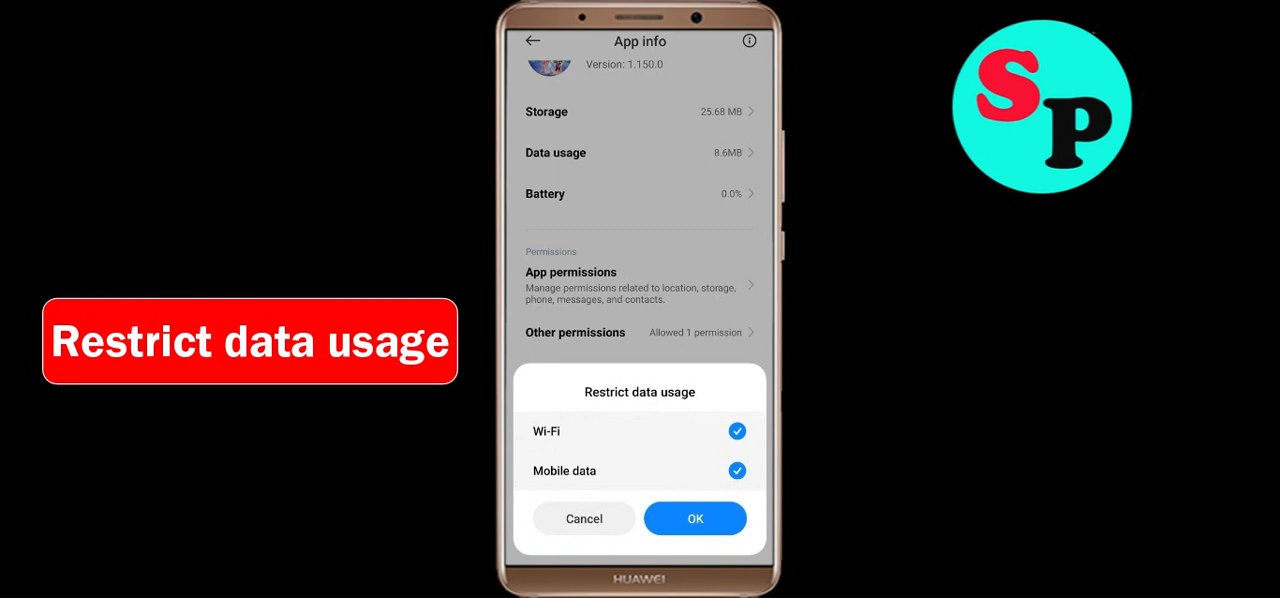 App info
Version: 1.150.0
Storage 25.68 MB
Data usage 8.6MB
Battery 0.0%
Permissions
App permissions
Manage permissions related to location, storage,
phone, messages, and contacts.
Other permissions Allowed 1 permission
Restrict data usage
Wi-Fi
Mobile data
Cancel OK
HUAWEI
Restrict data usage
SP